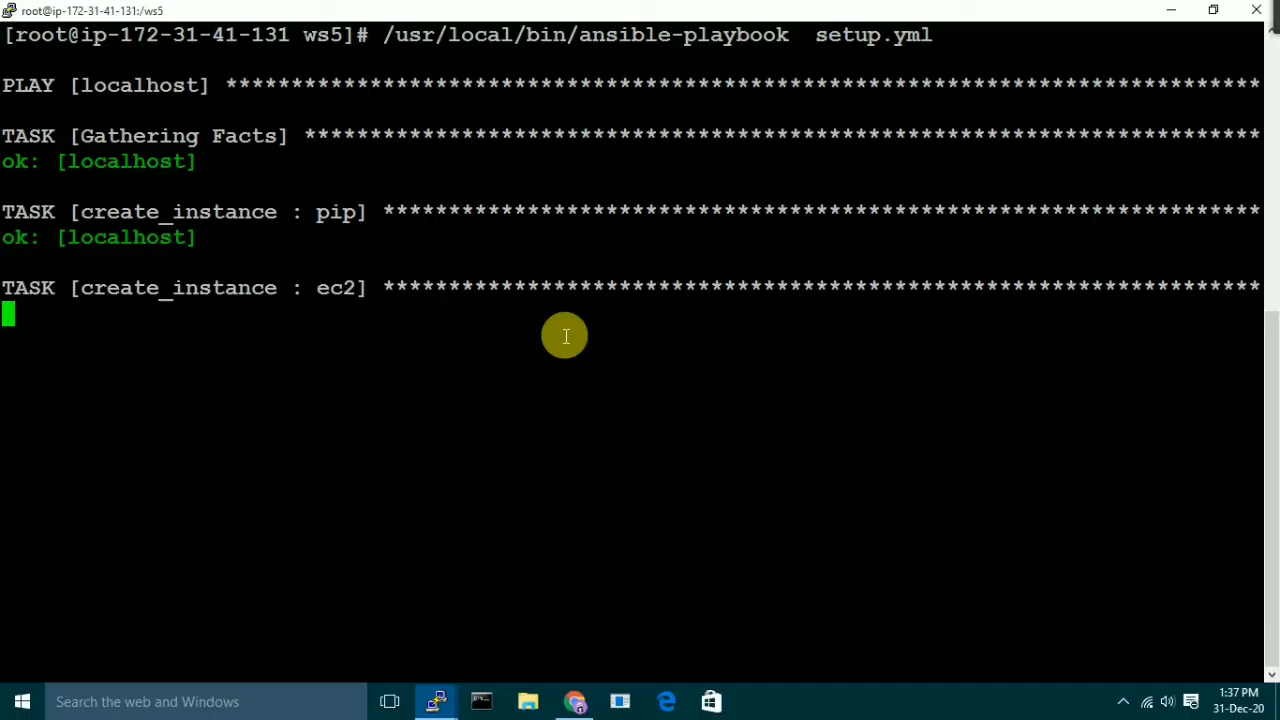 root@ip-172-31-41-131:/ws5
[root@ip-172-31-41-131 ws5]# /usr/local/bin/ansible-playbook  setup.yml
PLAY [localhost] *******************************************************************************
TASK [Gathering Facts] *************************************************************************
ok: [localhost]
TASK [create_instance : pip] *******************************************************************
ok: [localhost]
TASK [create_instance : ec2] *******************************************************************
Search the web and Windows
1:37 PM
31-Dec-20